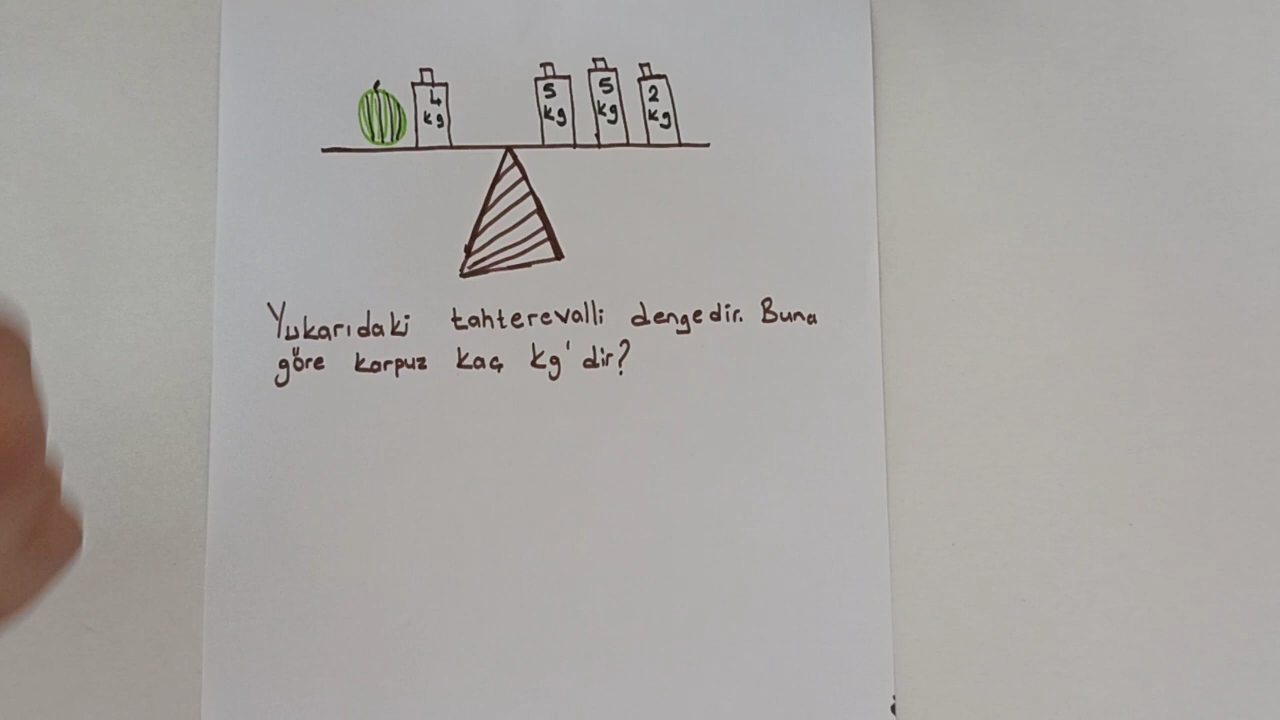 4 kg 5 kg 5 kg 2 kg
Yukarıdaki tahterevalli dengedir. Buna
göre karpuz kaç kg'dir?